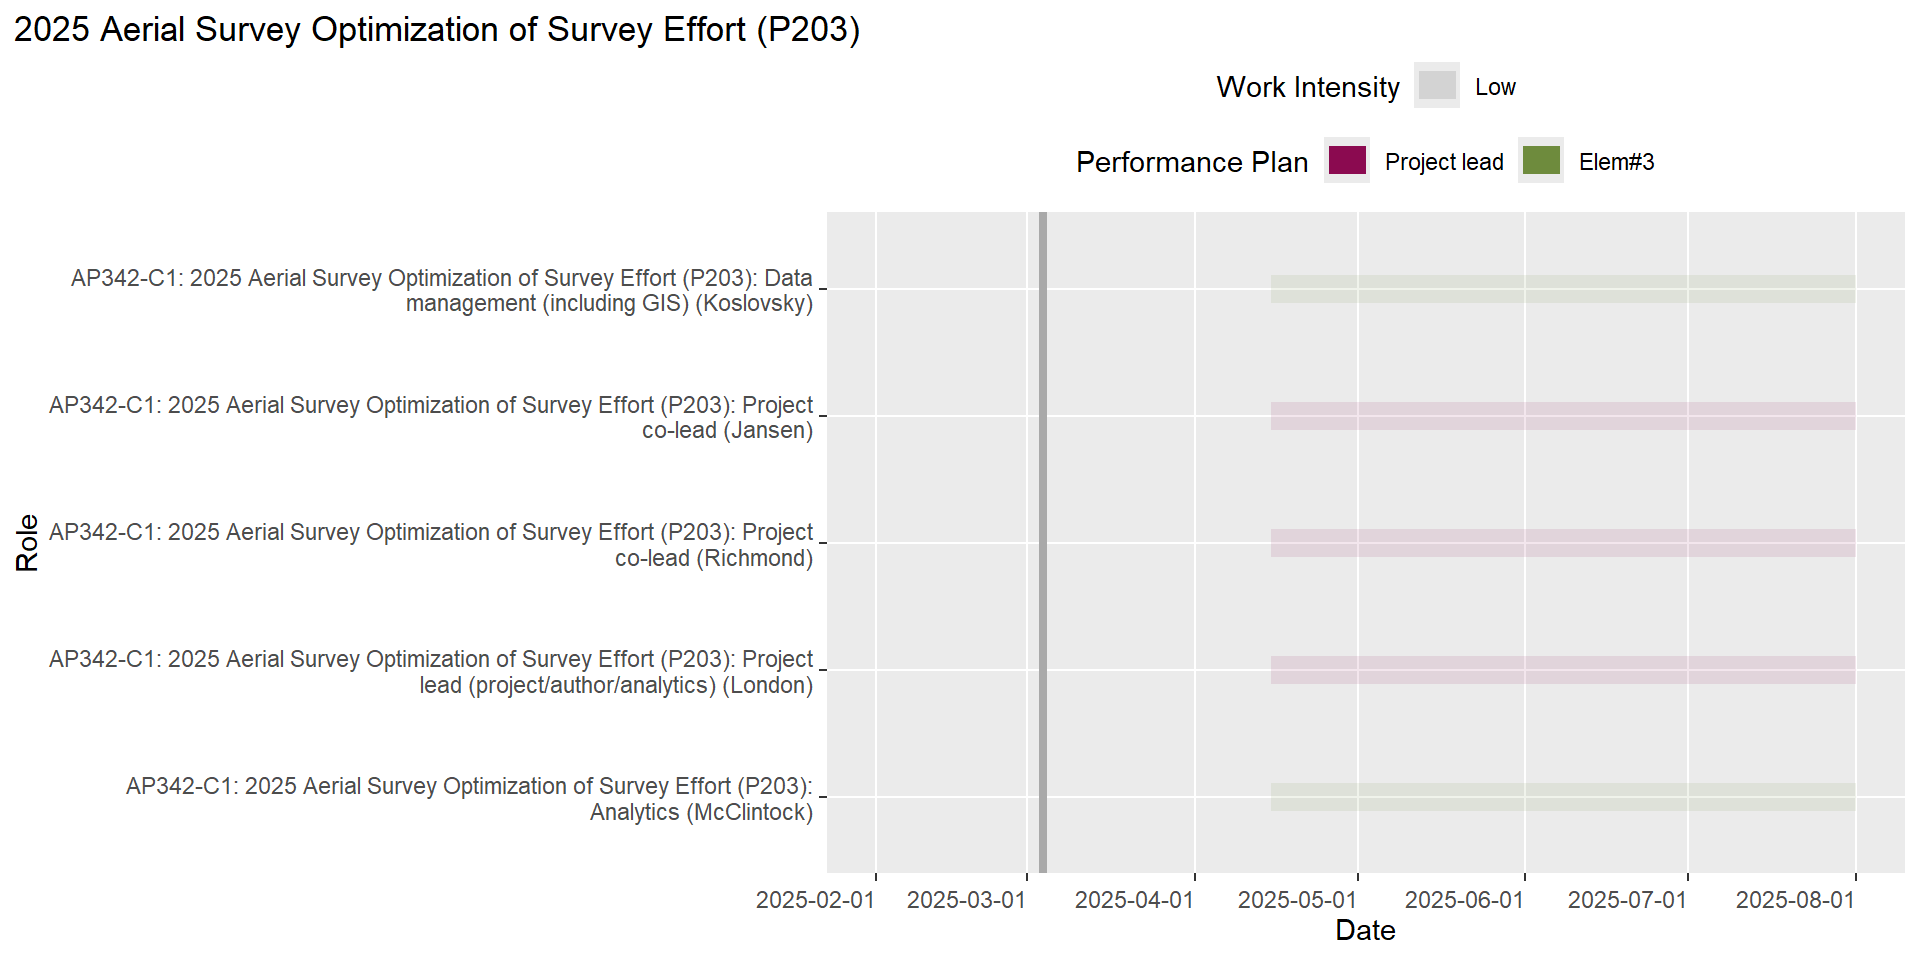 2025 Aerial Survey Optimization of Survey Effort (P203)
Work Intensity Low
Performance Plan Project lead Elem#3
AP342-C1: 2025 Aerial Survey Optimization of Survey Effort (P203): Data
management (including GIS) (Koslovsky)
AP342-C1: 2025 Aerial Survey Optimization of Survey Effort (P203): Project
co-lead (Jansen)
Role
AP342-C1: 2025 Aerial Survey Optimization of Survey Effort (P203): Project
co-lead (Richmond)
AP342-C1: 2025 Aerial Survey Optimization of Survey Effort (P203): Project
lead (project/author/analytics) (London)
AP342-C1: 2025 Aerial Survey Optimization of Survey Effort (P203):
Analytics (McClintock)
2025-02-01 2025-03-01 2025-04-01 2025-05-01 2025-06-01 2025-07-01 2025-08-01
Date